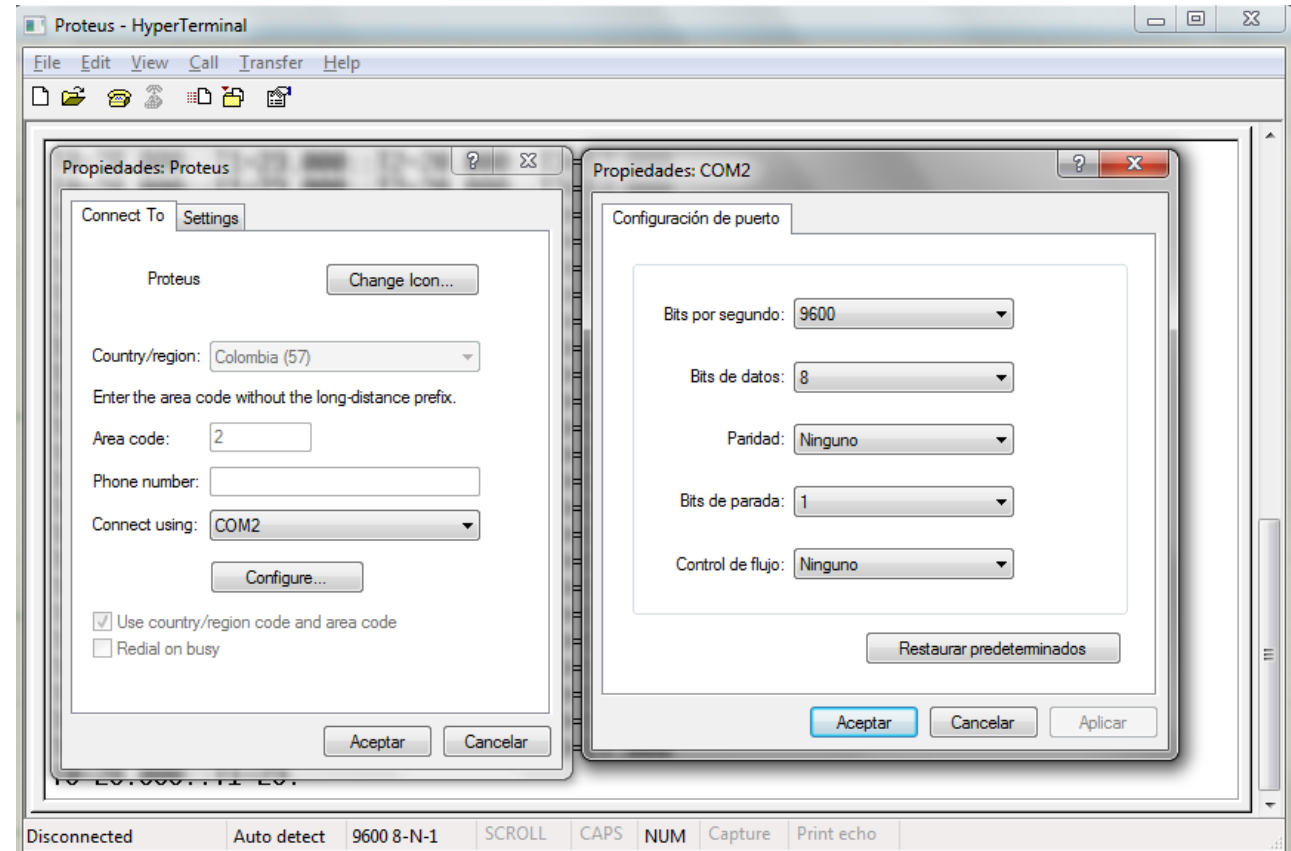 Proteus - HyperTerminal
File Edit View Call Transfer Help
Propiedades: Proteus
Connect To Settings
Proteus Change Icon...
Country/region: Colombia (57)
Enter the area code without the long-distance prefix.
Area code: 2
Phone number:
Connect using: COM2
Configure...
Use country/region code and area code
Redial on busy
Aceptar Cancelar
Propiedades: COM2
Configuración de puerto
Bits por segundo: 9600
Bits de datos: 8
Paridad: Ninguno
Bits de parada: 1
Control de flujo: Ninguno
Restaurar predeterminados
Aceptar Cancelar Aplicar
Disconnected Auto detect 9600 8-N-1 SCROLL CAPS NUM Capture Print echo